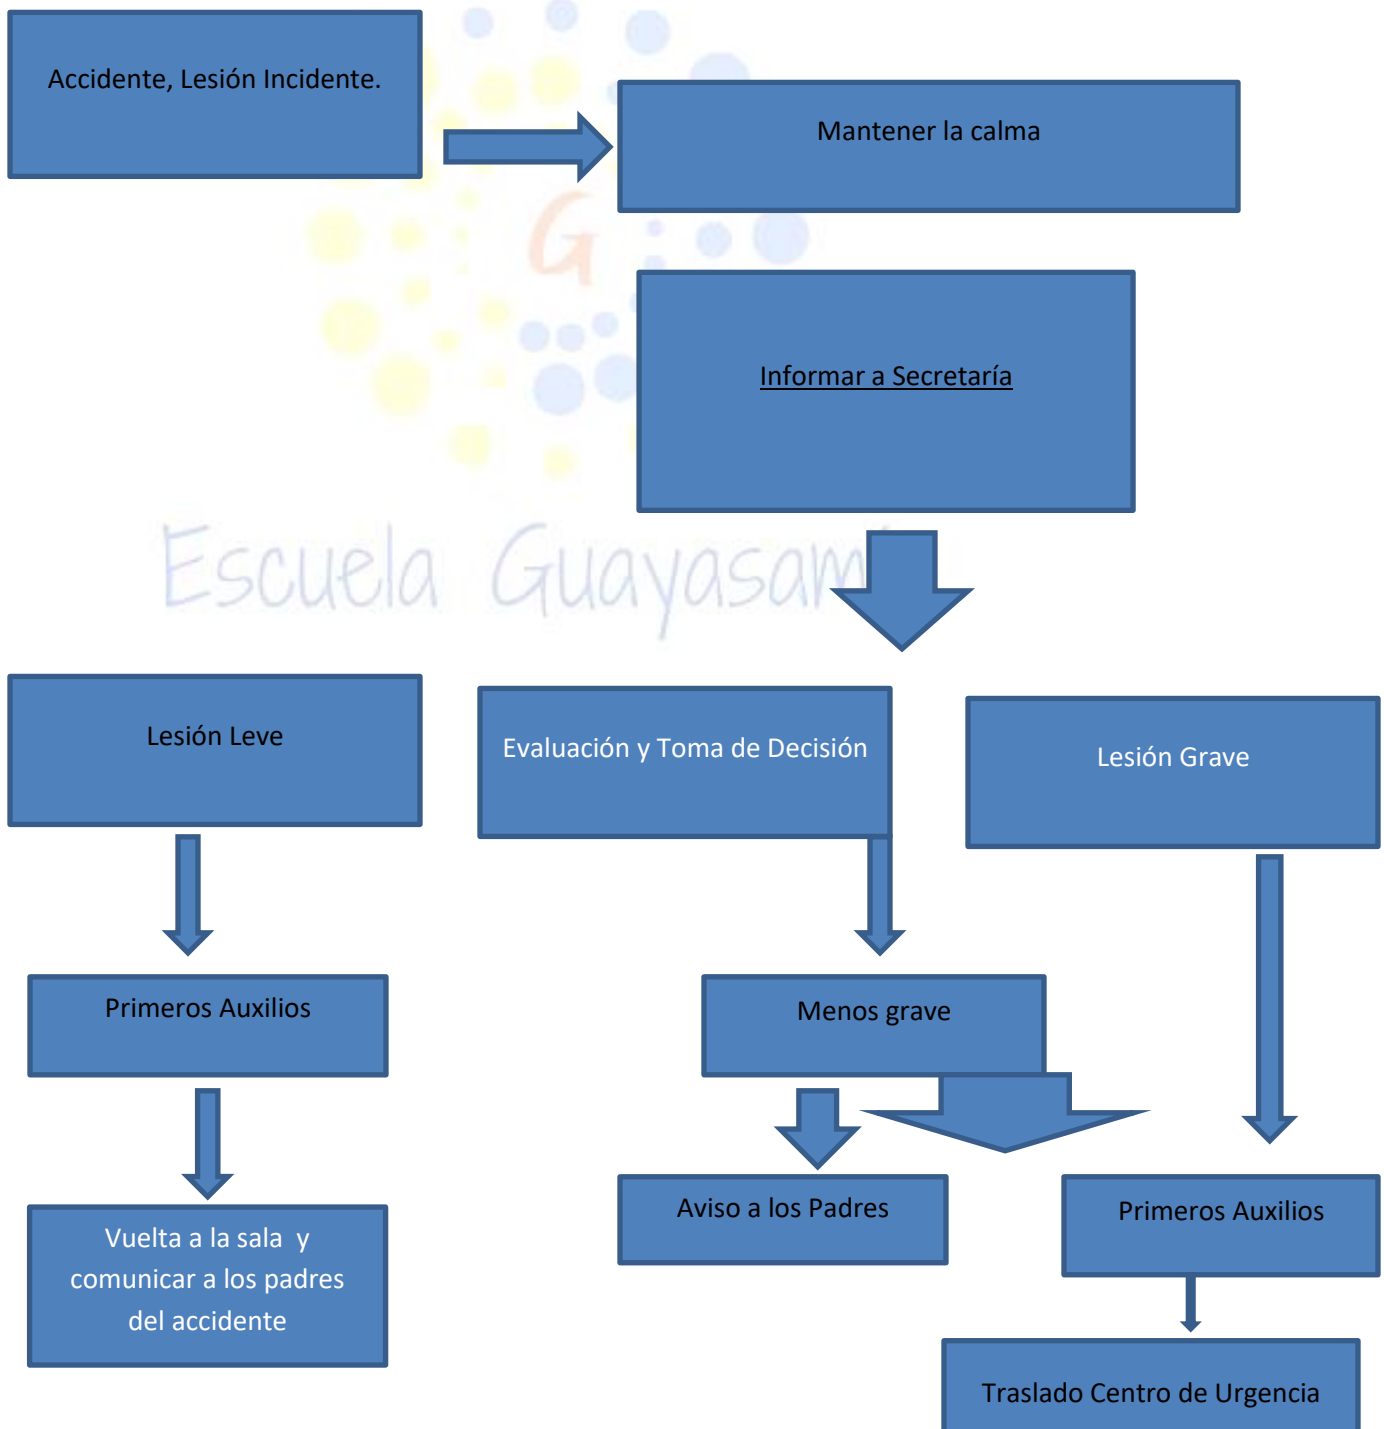 Accidente, Lesión Incidente.
Mantener la calma
G
Informar a Secretaría
Escuela Guayasam
Lesión Leve
Evaluación y Toma de Decisión
Lesión Grave
Primeros Auxilios
Menos grave
Aviso a los Padres
Primeros Auxilios
Vuelta a la sala y
comunicar a los padres
del accidente
Traslado Centro de Urgencia